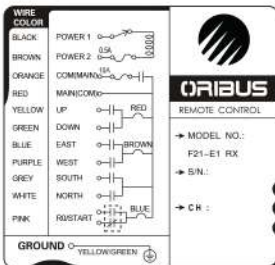 WIRE
COLOR
BLACK POWER 1
BROWN POWER 2 0.5A
ORANGE COM(MAIN)
RED MAIN(COM)
YELLOW UP RED
GREEN DOWN
BLUE EAST BROWN
PURPLE WEST
GREY SOUTH
WHITE NORTH BLUE
PINK R0/START
GROUND YELLOW/GREEN
ORIBUS
REMOTE CONTROL
→ MODEL NO.:
F21-E1 RX
→ S/N.:
→ CH :